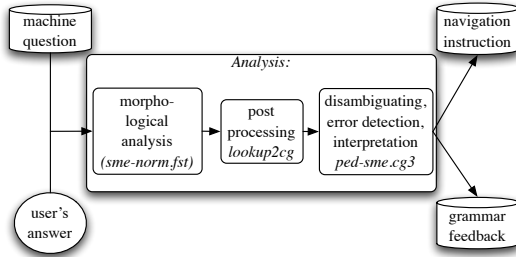 machine
question
navigation
instruction
Analysis:
morpho-
logical
analysis
(sme-norm.fst)
post
processing
lookup2cg
disambiguating,
error detection,
interpretation
ped-sme.cg3
user's
answer
grammar
feedback